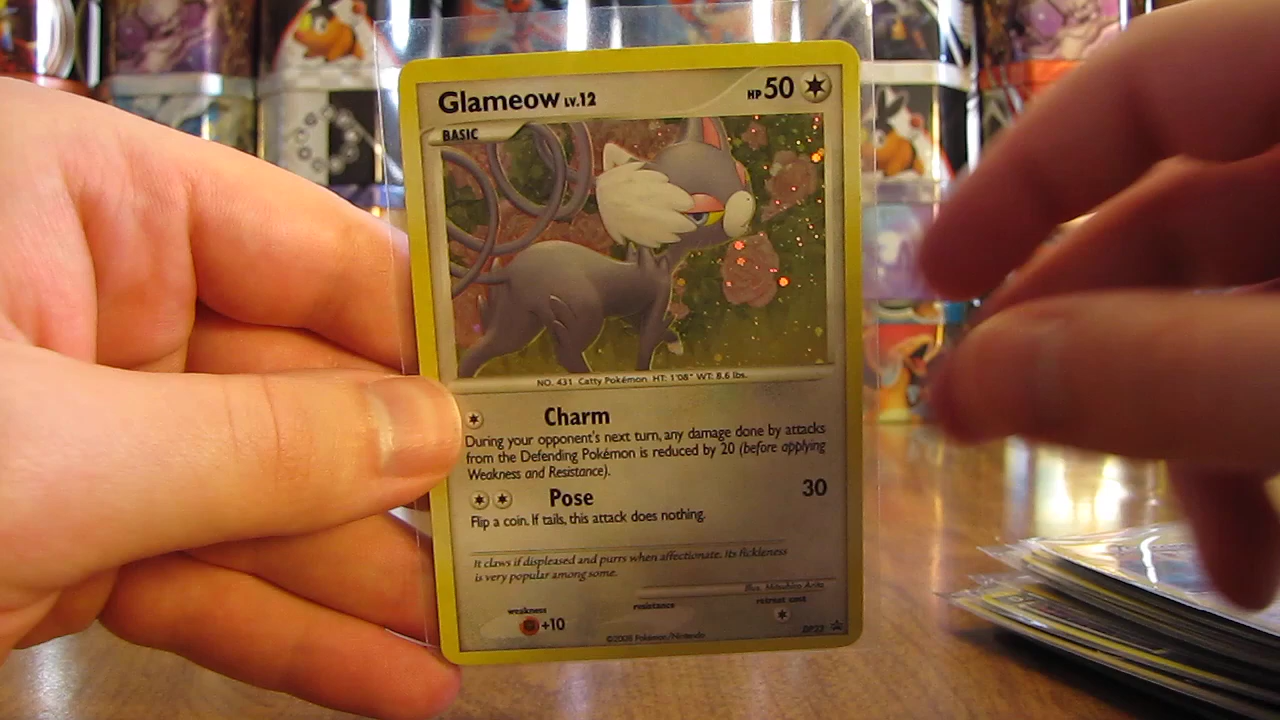 Glameow LV.12 HP 50
BASIC
NO. 431 Catty Pokémon HT: 1'08" WT: 8.6 lbs.
Charm
During your opponent's next turn, any damage done by attacks
from the Defending Pokémon is reduced by 20 (before applying
Weakness and Resistance).
Pose 30
Flip a coin. If tails, this attack does nothing.
It claws if displeased and purrs when affectionate. Its fickleness
is very popular among some.
Illus. Mitsuhiro Arita
weakness resistance retreat cost
+10
©2008 Pokémon/Nintendo DP22